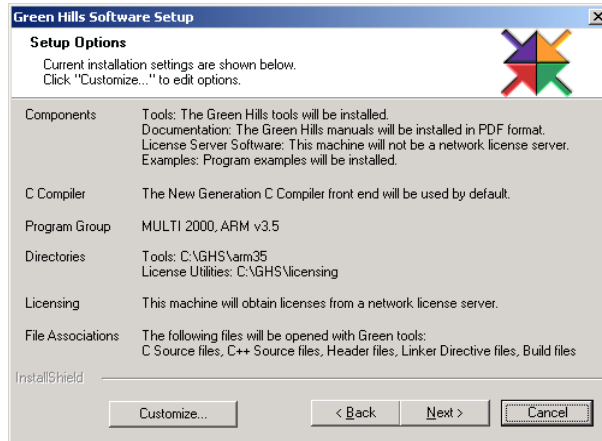 Green Hills Software Setup
Setup Options
Current installation settings are shown below.
Click "Customize..." to edit options.
Components
Tools: The Green Hills tools will be installed.
Documentation: The Green Hills manuals will be installed in PDF format.
License Server Software: This machine will not be a network license server.
Examples: Program examples will be installed.
C Compiler
The New Generation C Compiler front end will be used by default.
Program Group
MULTI 2000, ARM v3.5
Directories
Tools: C:\GHS\arm35
License Utilities: C:\GHS\licensing
Licensing
This machine will obtain licenses from a network license server.
File Associations
The following files will be opened with Green tools:
C Source files, C++ Source files, Header files, Linker Directive files, Build files
InstallShield
Customize...
< Back
Next >
Cancel